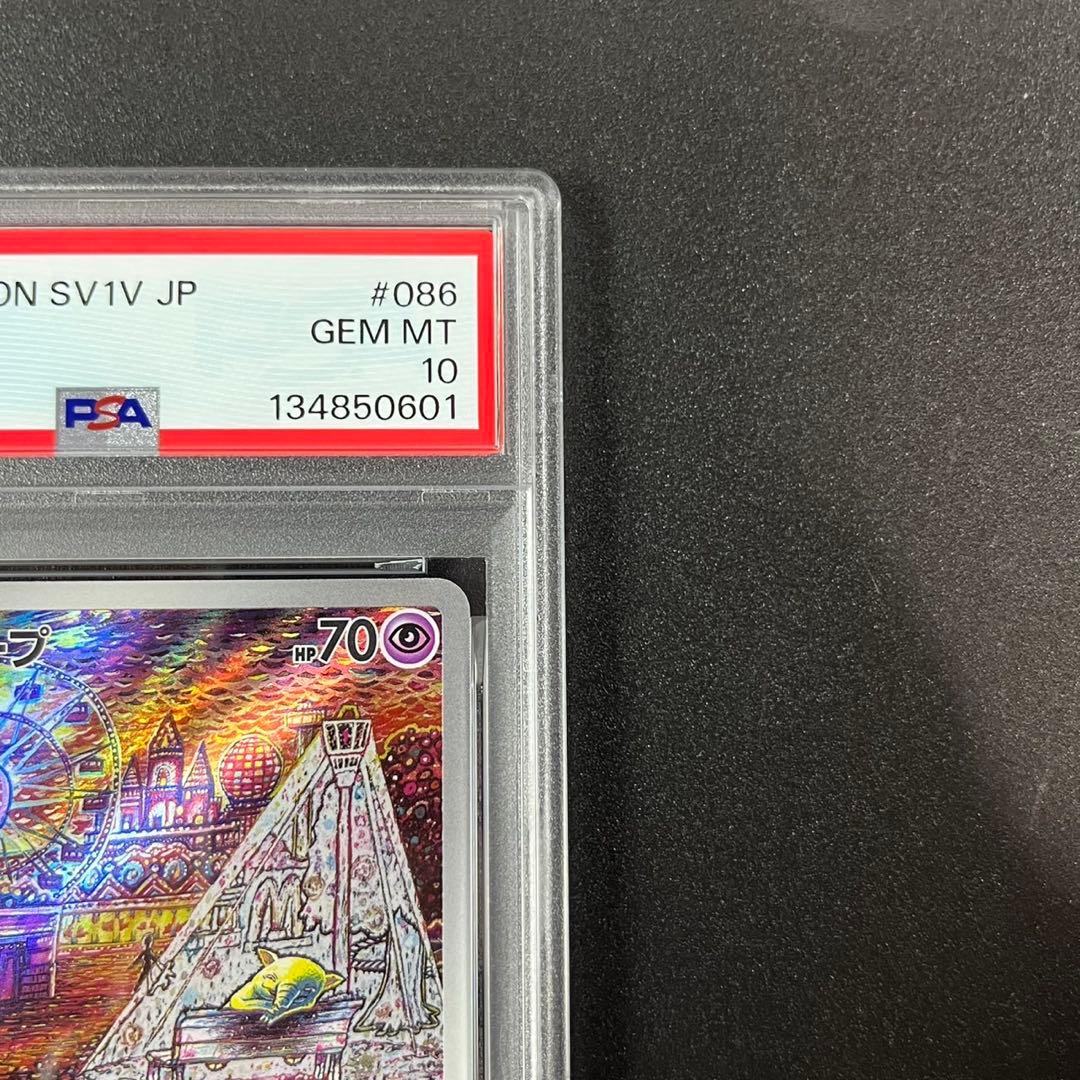 ON SV1V JP #086
GEM MT
10
PSA 134850601
ープ HP70